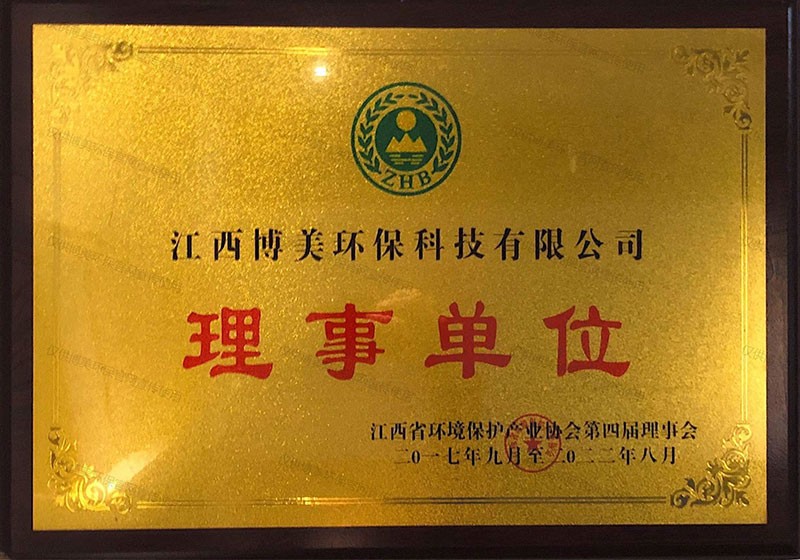 ZHB
江西博美环保科技有限公司
理事单位
江西省环境保护产业协会第四届理事会
二0一七年九月至二0二二年八月